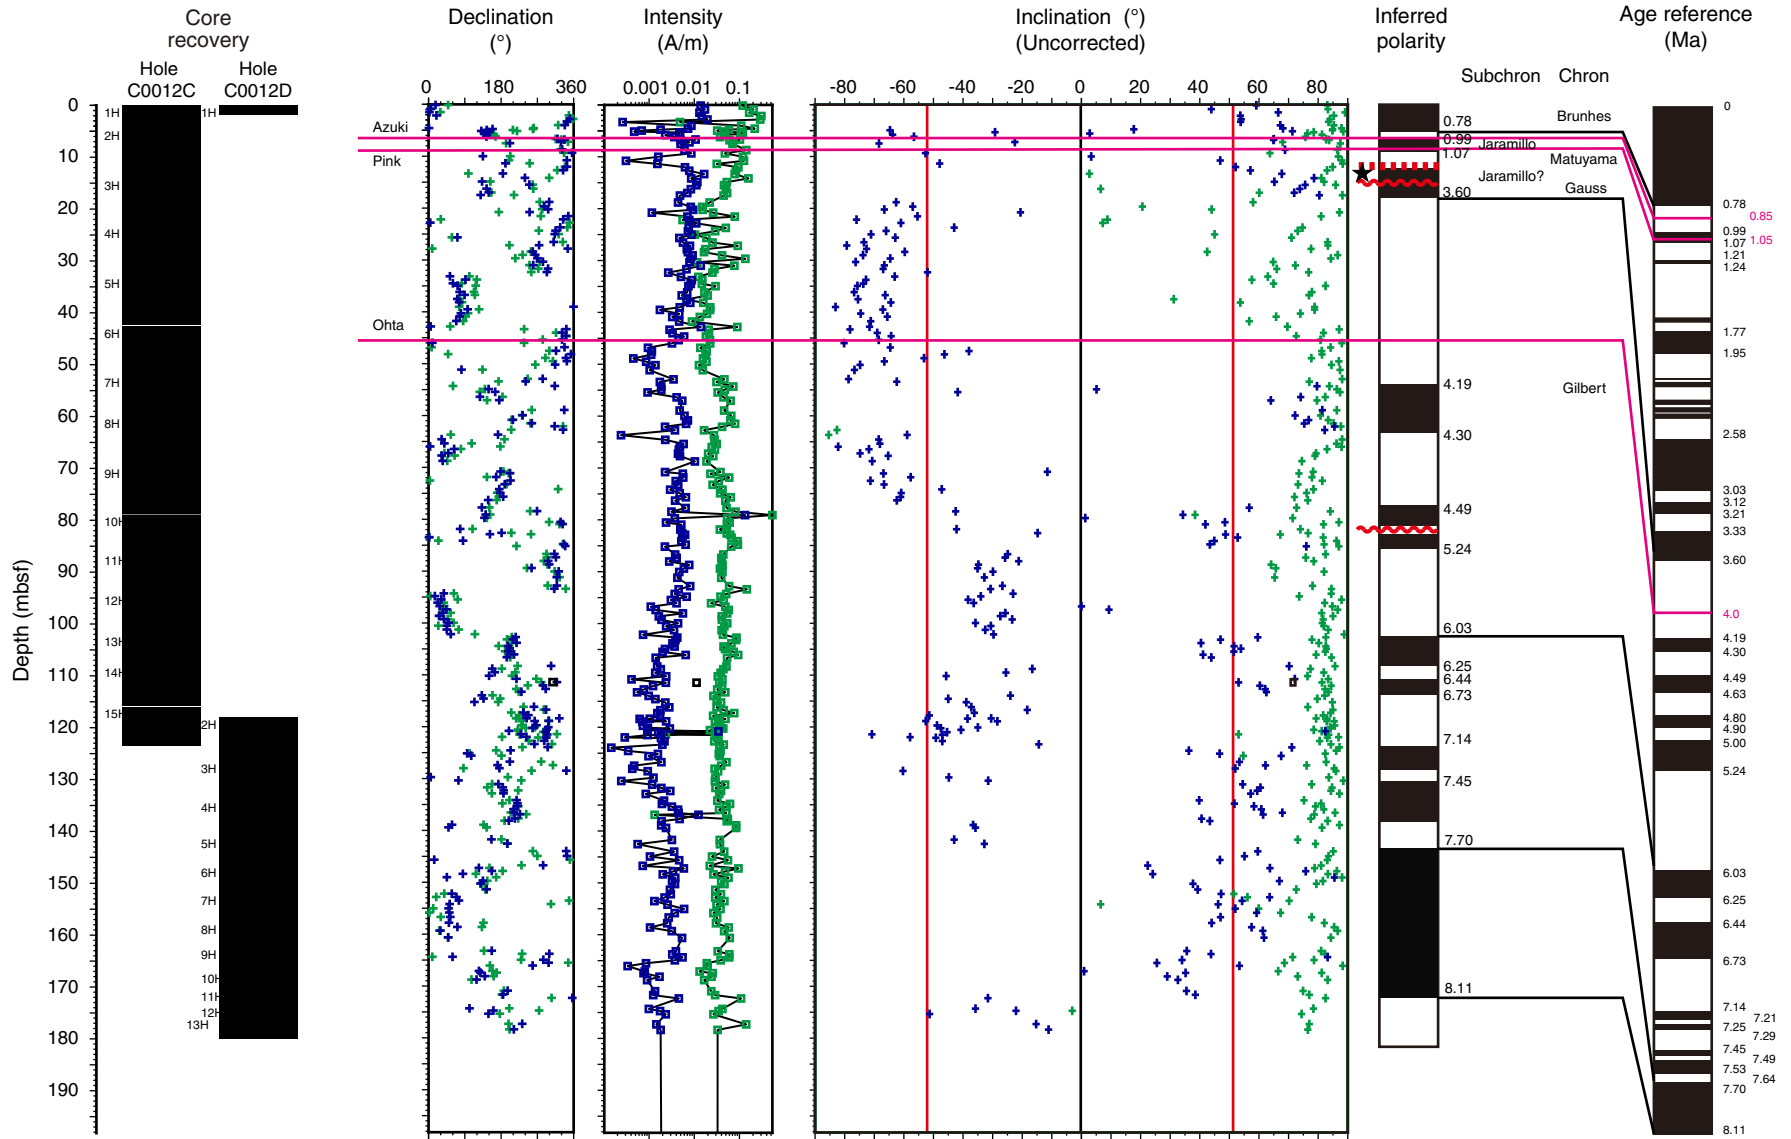 Core
recovery
Hole
C0012C
Hole
C0012D
Declination
(°)
Intensity
(A/m)
Inclination (°)
(Uncorrected)
Inferred
polarity
Subchron
Chron
Age reference
(Ma)
0 180 360
0.0001 0.01 0.1
-80 -60 -40 -20 0 20 40 60 80
Depth (mbsf)
0
10
20
30
40
50
60
70
80
90
100
110
120
130
140
150
160
170
180
190
1H
2H
3H
4H
5H
6H
7H
8H
9H
10H
11H
12H
13H
14H
15H
1H
2H
3H
4H
5H
6H
7H
8H
9H
10H
11H
12H
13H
Azuki
Pink
Ohta
0.78
0.99
1.07
3.60
4.19
4.30
4.49
5.24
6.03
6.25
6.44
6.73
7.14
7.45
7.70
8.11
Jaramillo
Jaramillo?
Brunhes
Matuyama
Gauss
Gilbert
0
0.78
0.85
0.99
1.07 1.05
1.21
1.24
1.77
1.95
2.58
3.03
3.12
3.21
3.33
3.60
4.0
4.19
4.30
4.49
4.63
4.80
4.90
5.00
5.24
6.03
6.25
6.44
6.73
7.14
7.21
7.25
7.29
7.45
7.49
7.53
7.64
7.70
8.11